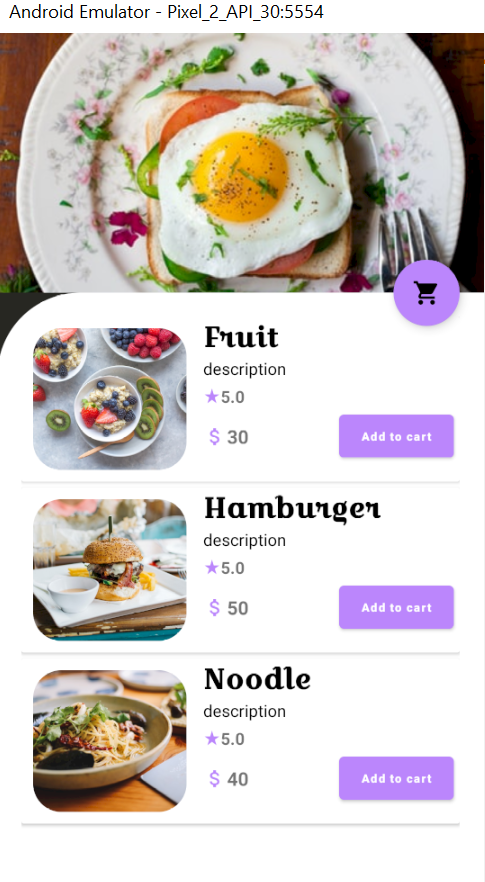 Android Emulator - Pixel_2_API_30:5554
Fruit
description
★5.0
$ 30
Add to cart
Hamburger
description
★5.0
$ 50
Add to cart
Noodle
description
★5.0
$ 40
Add to cart